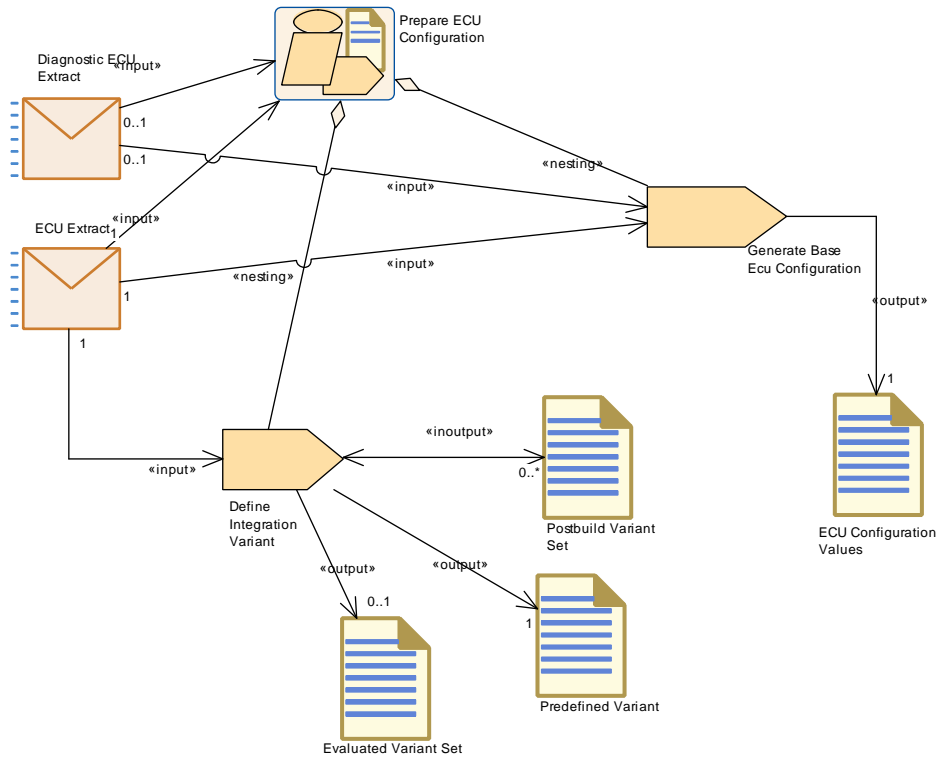 Prepare ECU
Configuration
Diagnostic ECU
Extract
«input»
0..1
0..1
«nesting»
«input»
«input»
ECU Extract
1
Generate Base
Ecu Configuration
«input»
«nesting»
1
«output»
1
1
«inoutput»
0..*
«input»
Define
Integration
Variant
Postbuild Variant
Set
ECU Configuration
Values
«output»
«output»
0..1
1
Predefined Variant
Evaluated Variant Set